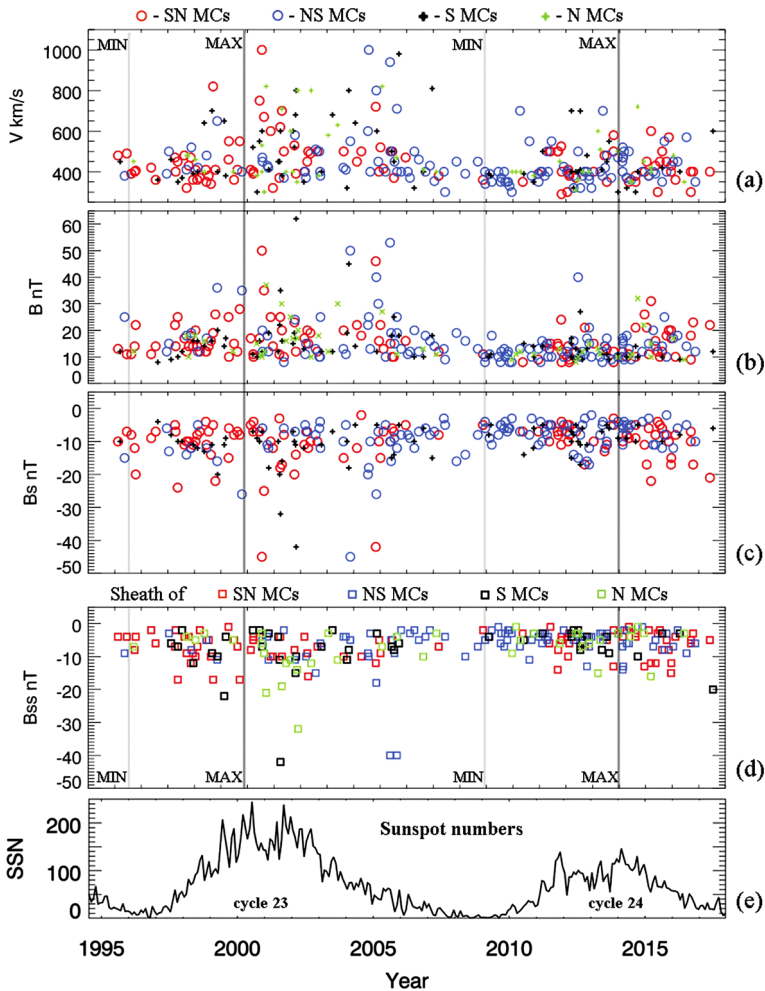 - SN MCs - NS MCs - S MCs - N MCs
MIN MAX MIN MAX
1000
800
600
400
V km/s
(a)
60
50
40
30
20
10
0
B nT
(b)
0
-10
-20
-30
-40
-50
Bs nT
(c)
Sheath of SN MCs NS MCs S MCs N MCs
0
-10
-20
-30
-40
-50
Bss nT
(d)
MIN MAX MIN MAX
200
100
0
SSN
Sunspot numbers
cycle 23 cycle 24
(e)
1995 2000 2005 2010 2015
Year